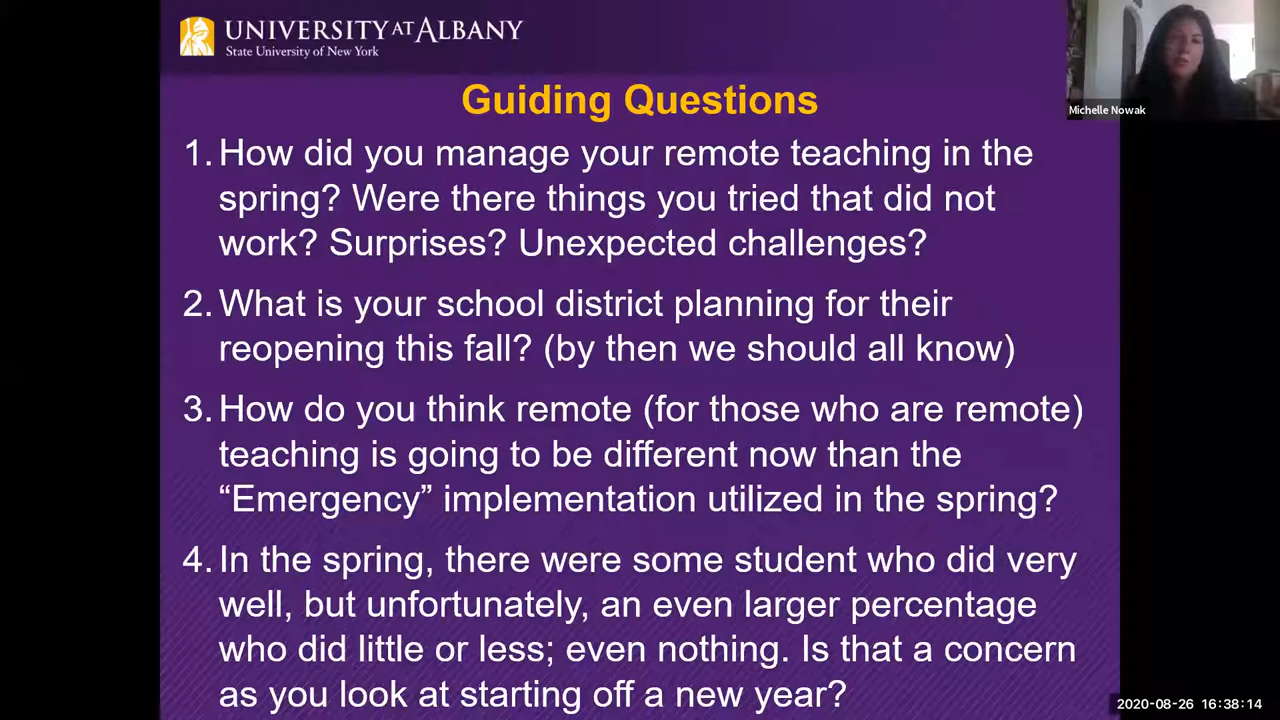 UNIVERSITY AT ALBANY
State University of New York
Michelle Nowak
Guiding Questions
1. How did you manage your remote teaching in the
spring? Were there things you tried that did not
work? Surprises? Unexpected challenges?
2. What is your school district planning for their
reopening this fall? (by then we should all know)
3. How do you think remote (for those who are remote)
teaching is going to be different now than the
“Emergency” implementation utilized in the spring?
4. In the spring, there were some student who did very
well, but unfortunately, an even larger percentage
who did little or less; even nothing. Is that a concern
as you look at starting off a new year?
2020-08-26 16:38:14